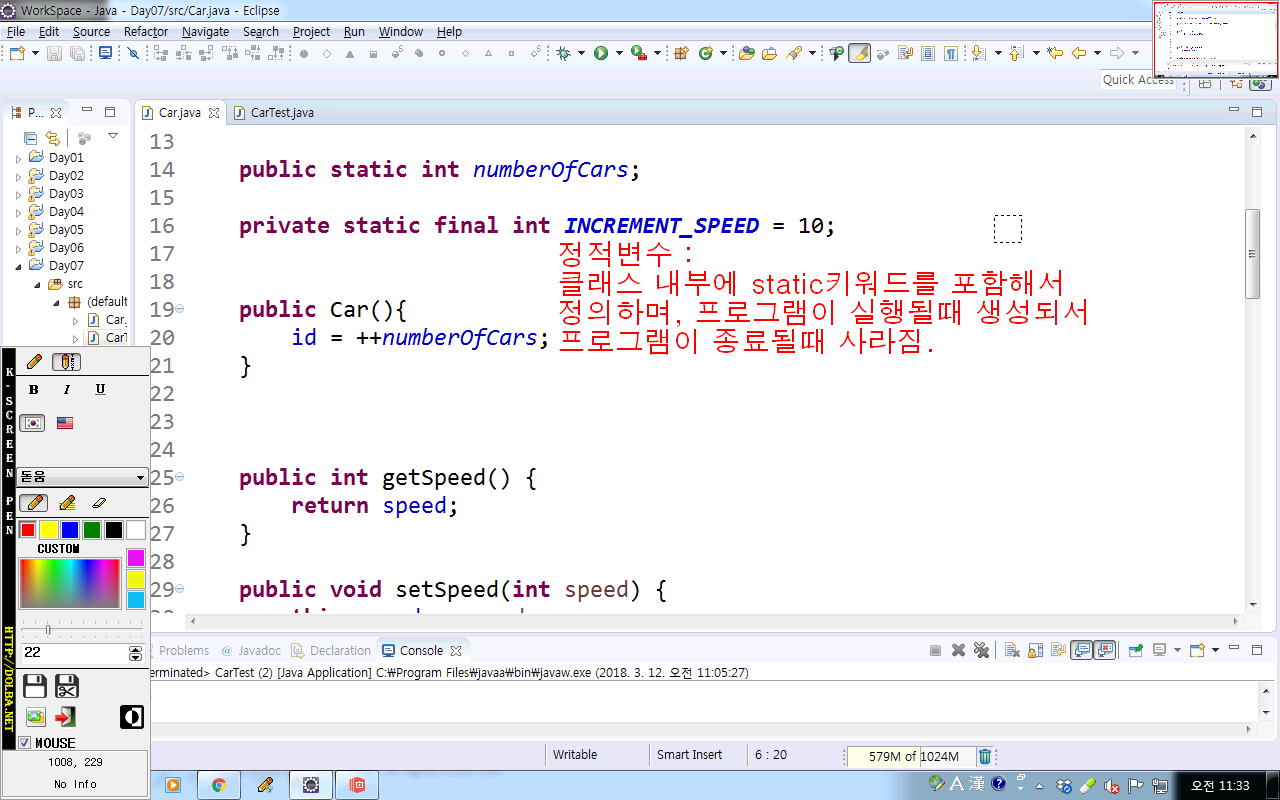 WorkSpace - Java - Day07/src/Car.java - Eclipse
File Edit Source Refactor Navigate Search Project Run Window Help
Quick Access
P...
Car.java
CarTest.java
Day01
Day02
Day03
Day04
Day05
Day06
Day07
src
(default
Car.
CarT
13
14 public static int numberOfCars;
15
16 private static final int INCREMENT_SPEED = 10;
17
18
19 public Car(){
20 id = ++numberOfCars;
21 }
22
23
24
25 public int getSpeed() {
26 return speed;
27 }
28
29 public void setSpeed(int speed) {
정적변수 :
클래스 내부에 static키워드를 포함해서
정의하며, 프로그램이 실행될때 생성되서
프로그램이 종료될때 사라짐.
K-SCREEN PEN
HTTP://DOLBA.NET
B I U
돋움
CUSTOM
22
MOUSE
1008, 229
No Info
Problems @ Javadoc Declaration Console
erminated> CarTest (2) [Java Application] C:₩Program Files₩javaa₩bin₩javaw.exe (2018. 3. 12. 오전 11:05:27)
Writable Smart Insert 6 : 20 579M of 1024M
A 漢
오전 11:33